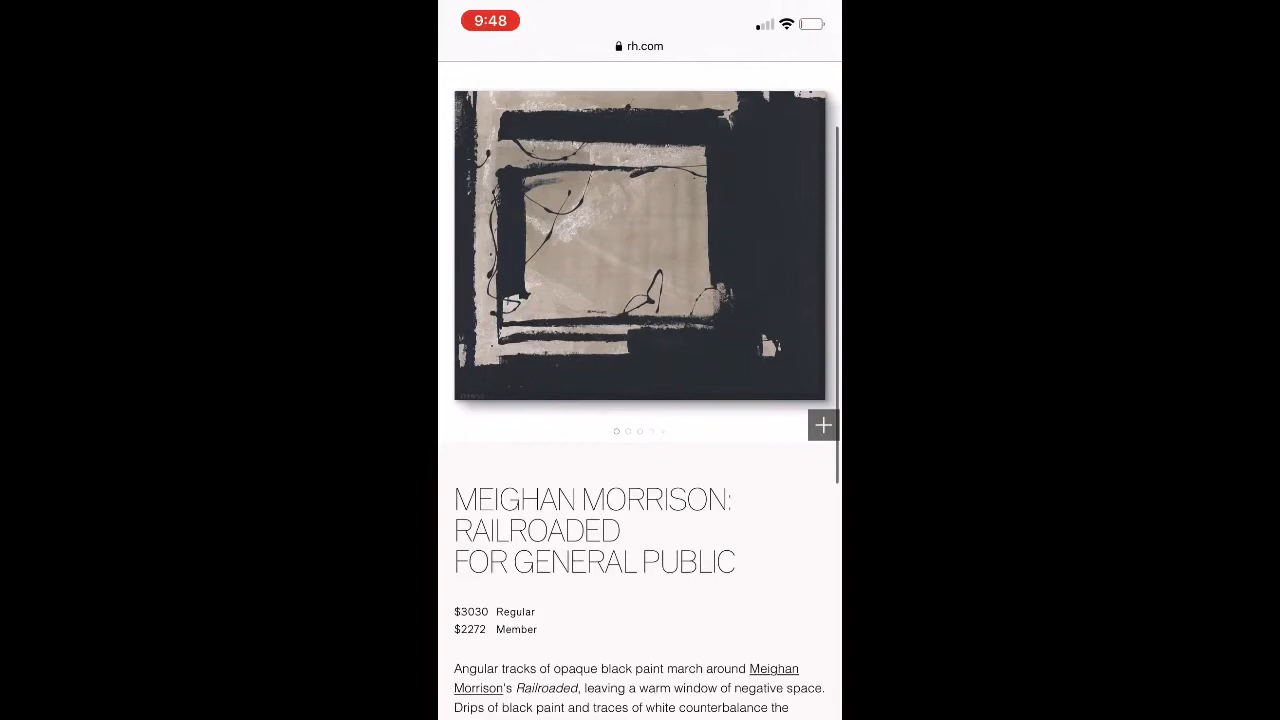 9:48
rh.com
MEIGHAN MORRISON:
RAILROADED
FOR GENERAL PUBLIC
$3030 Regular
$2272 Member
Angular tracks of opaque black paint march around Meighan
Morrison's Railroaded, leaving a warm window of negative space.
Drips of black paint and traces of white counterbalance the